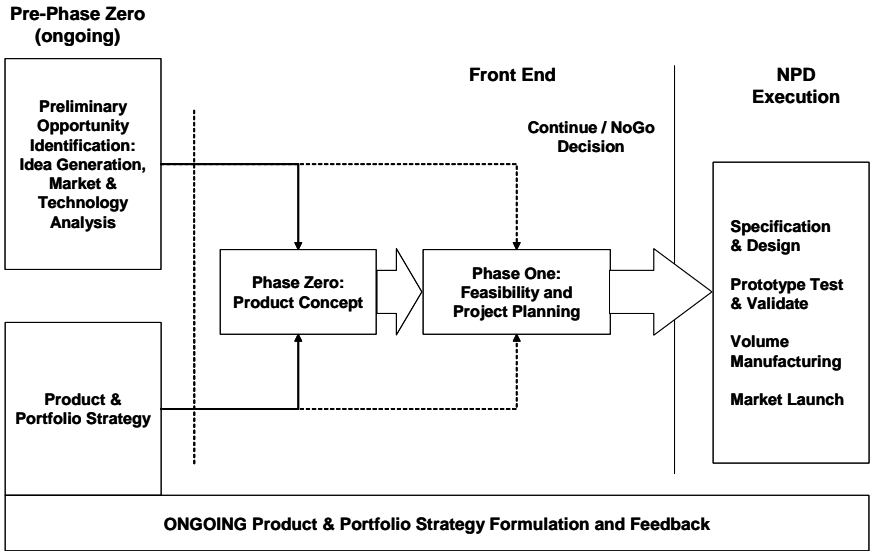 Pre-Phase Zero
(ongoing)
Preliminary
Opportunity
Identification:
Idea Generation,
Market &
Technology
Analysis
Product &
Portfolio Strategy
Front End
Continue / NoGo
Decision
Phase Zero:
Product Concept
Phase One:
Feasibility and
Project Planning
NPD
Execution
Specification
& Design
Prototype Test
& Validate
Volume
Manufacturing
Market Launch
ONGOING Product & Portfolio Strategy Formulation and Feedback